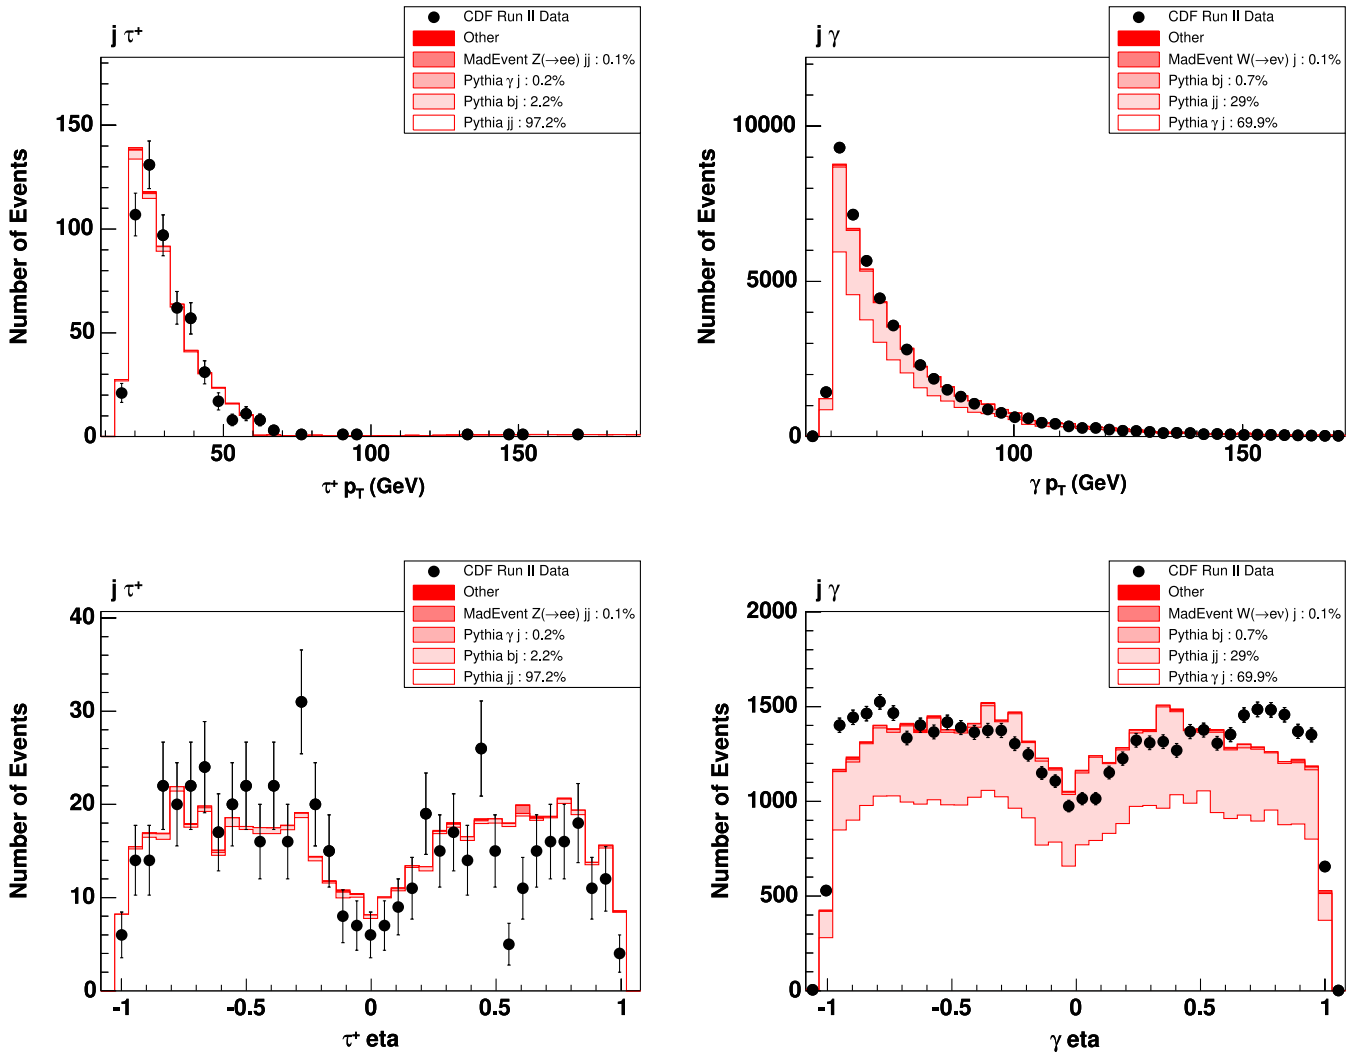 j τ⁺
CDF Run II Data
Other
MadEvent Z(→ee) jj : 0.1%
Pythia γ j : 0.2%
Pythia bj : 2.2%
Pythia jj : 97.2%
Number of Events
150
100
50
0
50
100
150
τ⁺ p_T (GeV)
j γ
CDF Run II Data
Other
MadEvent W(→eν) j : 0.1%
Pythia bj : 0.7%
Pythia jj : 29%
Pythia γ j : 69.9%
Number of Events
10000
5000
0
100
150
γ p_T (GeV)
j τ⁺
CDF Run II Data
Other
MadEvent Z(→ee) jj : 0.1%
Pythia γ j : 0.2%
Pythia bj : 2.2%
Pythia jj : 97.2%
Number of Events
40
30
20
10
0
-1
-0.5
0
0.5
1
τ⁺ eta
j γ
CDF Run II Data
Other
MadEvent W(→eν) j : 0.1%
Pythia bj : 0.7%
Pythia jj : 29%
Pythia γ j : 69.9%
Number of Events
2000
1500
1000
500
0
-1
-0.5
0
0.5
1
γ eta